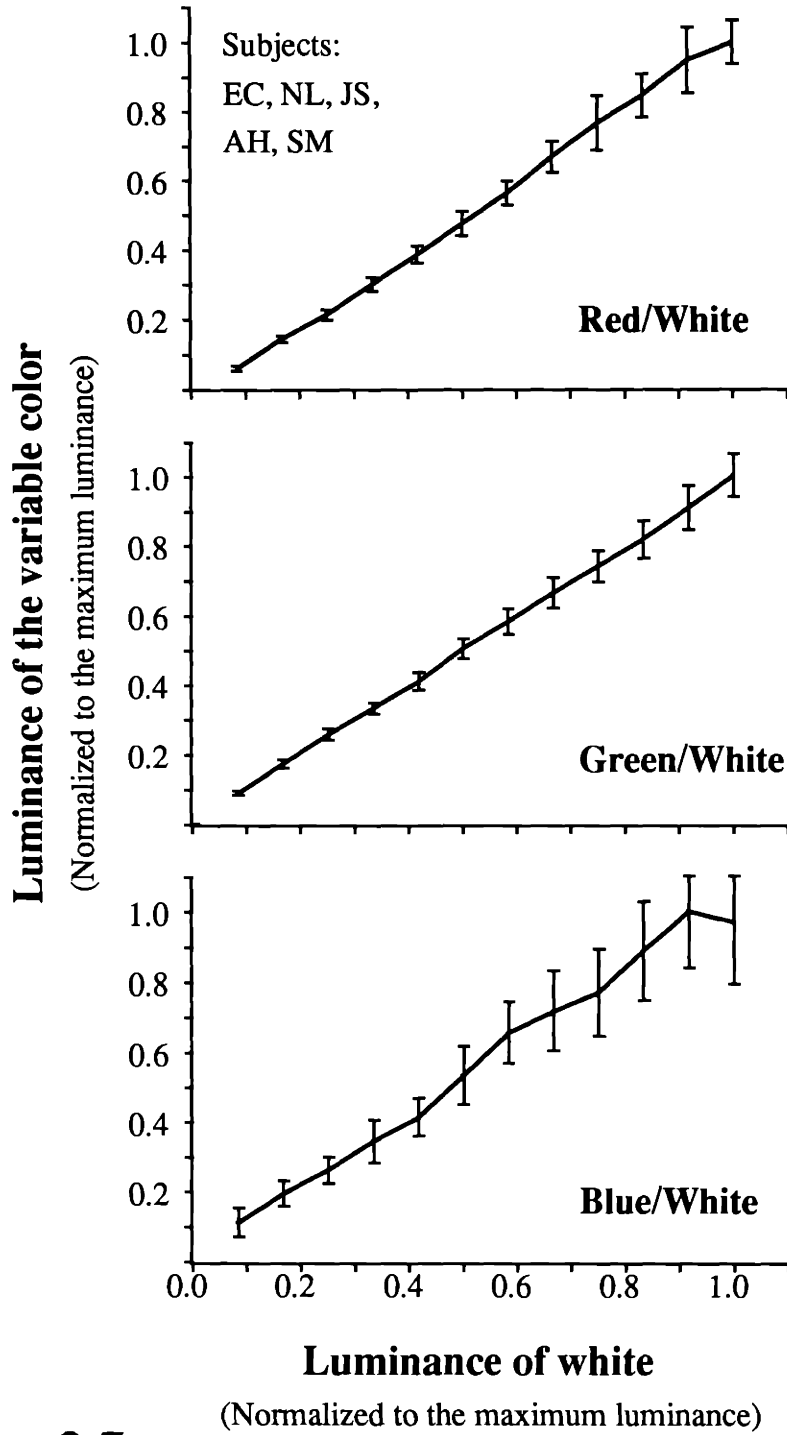 Luminance of the variable color
(Normalized to the maximum luminance)
1.0
0.8
0.6
0.4
0.2
Subjects:
EC, NL, JS,
AH, SM
Red/White
1.0
0.8
0.6
0.4
0.2
Green/White
1.0
0.8
0.6
0.4
0.2
Blue/White
0.0 0.2 0.4 0.6 0.8 1.0
Luminance of white
(Normalized to the maximum luminance)